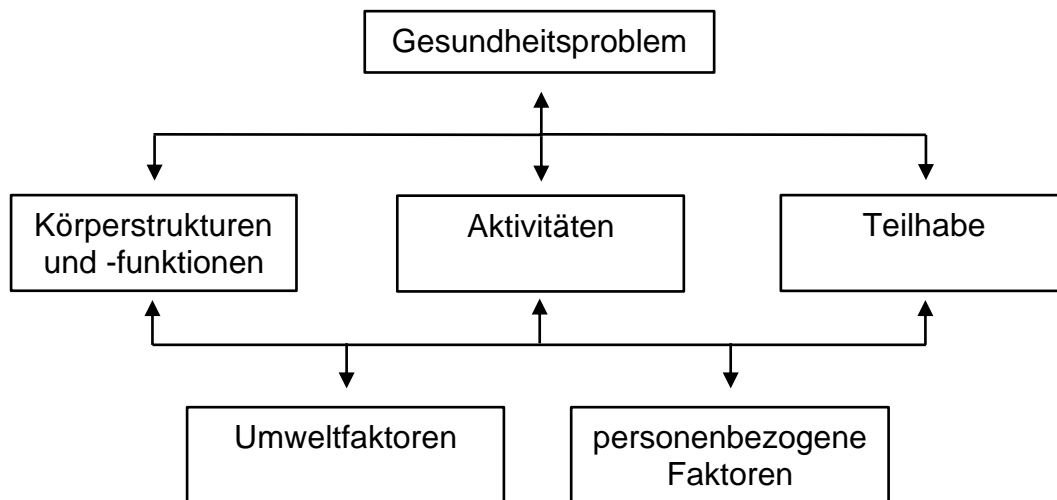 Gesundheitsproblem
Körperstrukturen
und -funktionen
Aktivitäten
Teilhabe
Umweltfaktoren
personenbezogene
Faktoren